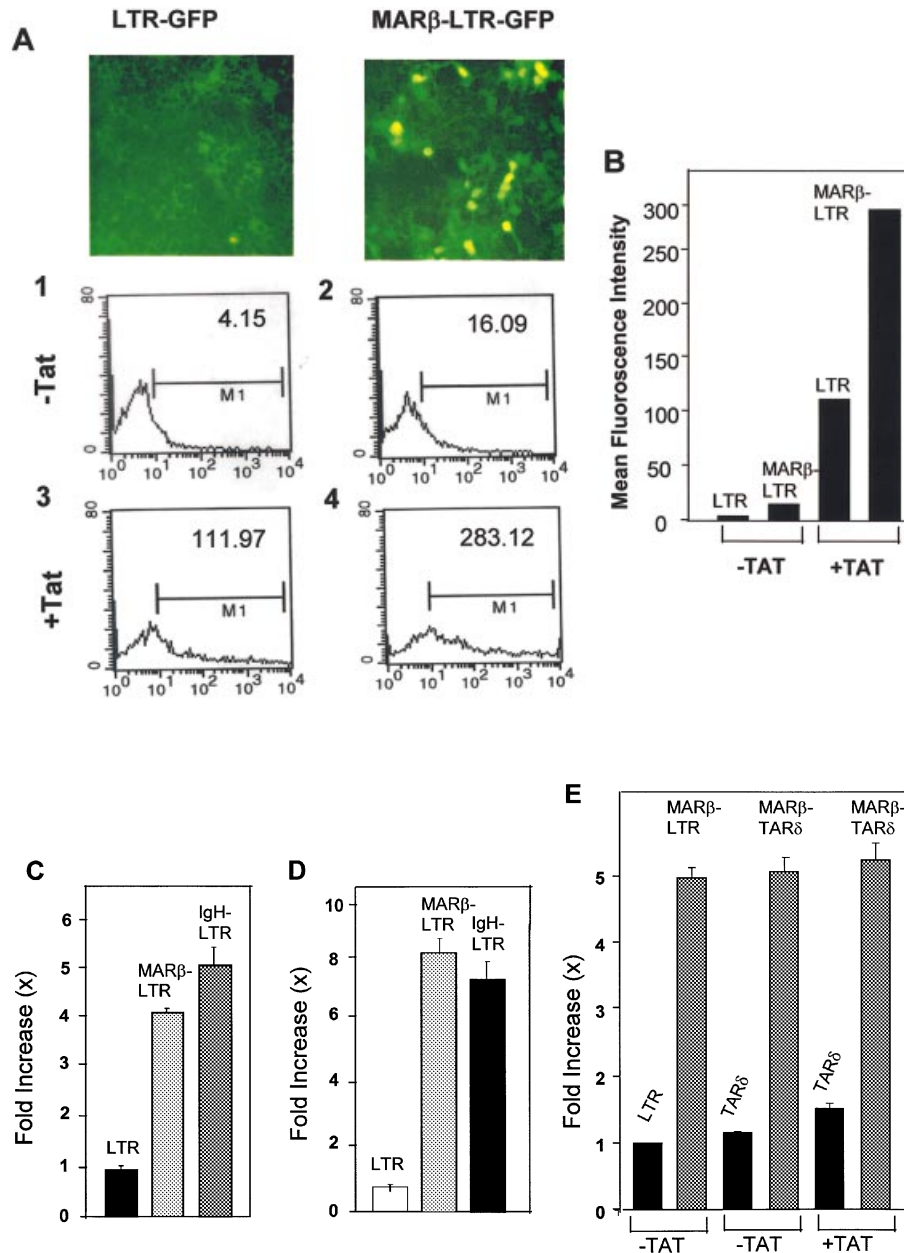 LTR-GFP
MARβ-LTR-GFP
A
1
-Tat
80
0
4.15
M 1
10⁰ 10¹ 10² 10³ 10⁴
2
80
0
16.09
M 1
10⁰ 10¹ 10² 10³ 10⁴
3
+Tat
80
0
111.97
M 1
10⁰ 10¹ 10² 10³ 10⁴
4
80
0
283.12
M 1
10⁰ 10¹ 10² 10³ 10⁴
B
Mean Fluoroscence Intensity
300
250
200
150
100
50
0
LTR
MARβ-
LTR
LTR
MARβ-
LTR
-TAT
+TAT
C
Fold Increase (x)
6
5
4
3
2
1
0
LTR
MARβ-
LTR
IgH-
LTR
D
Fold Increase (x)
10
8
6
4
2
0
LTR
MARβ-
LTR
IgH-
LTR
E
Fold Increase (x)
5
4
3
2
1
0
LTR
MARβ-
LTR
TARδ
MARβ-
TARδ
TARδ
MARβ-
TARδ
-TAT
-TAT
+TAT